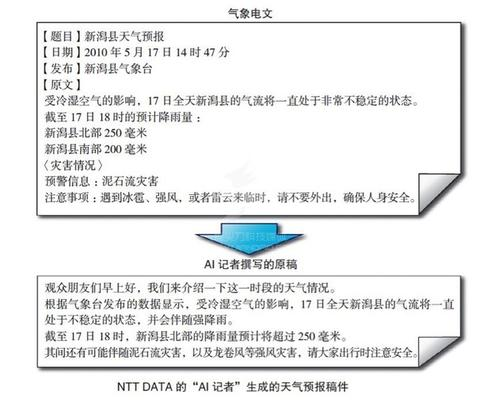 气象电文
【题目】新潟县天气预报
【日期】2010 年 5 月 17 日 14 时 47 分
【发布】新潟县气象台
【原文】
受冷湿空气的影响，17 日全天新潟县的气流将一直处于非常不稳定的状态。
截至 17 日 18 时的预计降雨量：
新潟县北部 250 毫米
新潟县南部 200 毫米
〈灾害情况〉
预警信息：泥石流灾害
注意事项：遇到冰雹、强风，或者雷云来临时，请不要外出，确保人身安全。
AI 记者撰写的原稿
观众朋友们早上好，我们来介绍一下这一时段的天气情况。
根据气象台发布的数据显示，受冷湿空气的影响，17 日全天新潟县的气流将一直
处于不稳定的状态，并会伴随强降雨。
截至 17 日 18 时，新潟县北部的降雨量预计将超过 250 毫米。
其间还有可能伴随泥石流灾害，以及龙卷风等强风灾害，请大家出行时注意安全。
NTT DATA 的“AI 记者”生成的天气预报稿件